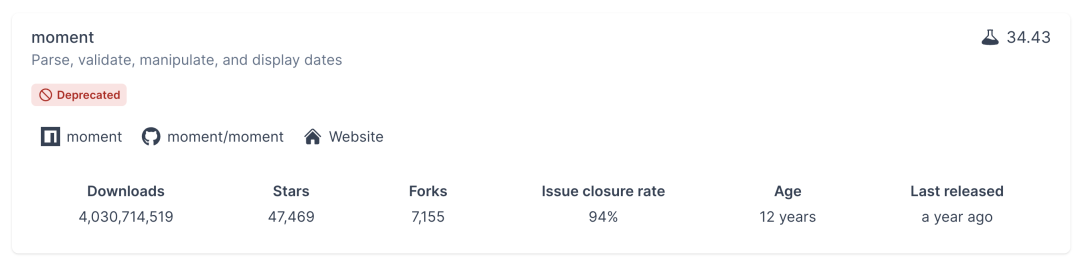 moment
34.43
Parse, validate, manipulate, and display dates
Deprecated
moment moment/moment Website
Downloads Stars Forks Issue closure rate Age Last released
4,030,714,519 47,469 7,155 94% 12 years a year ago